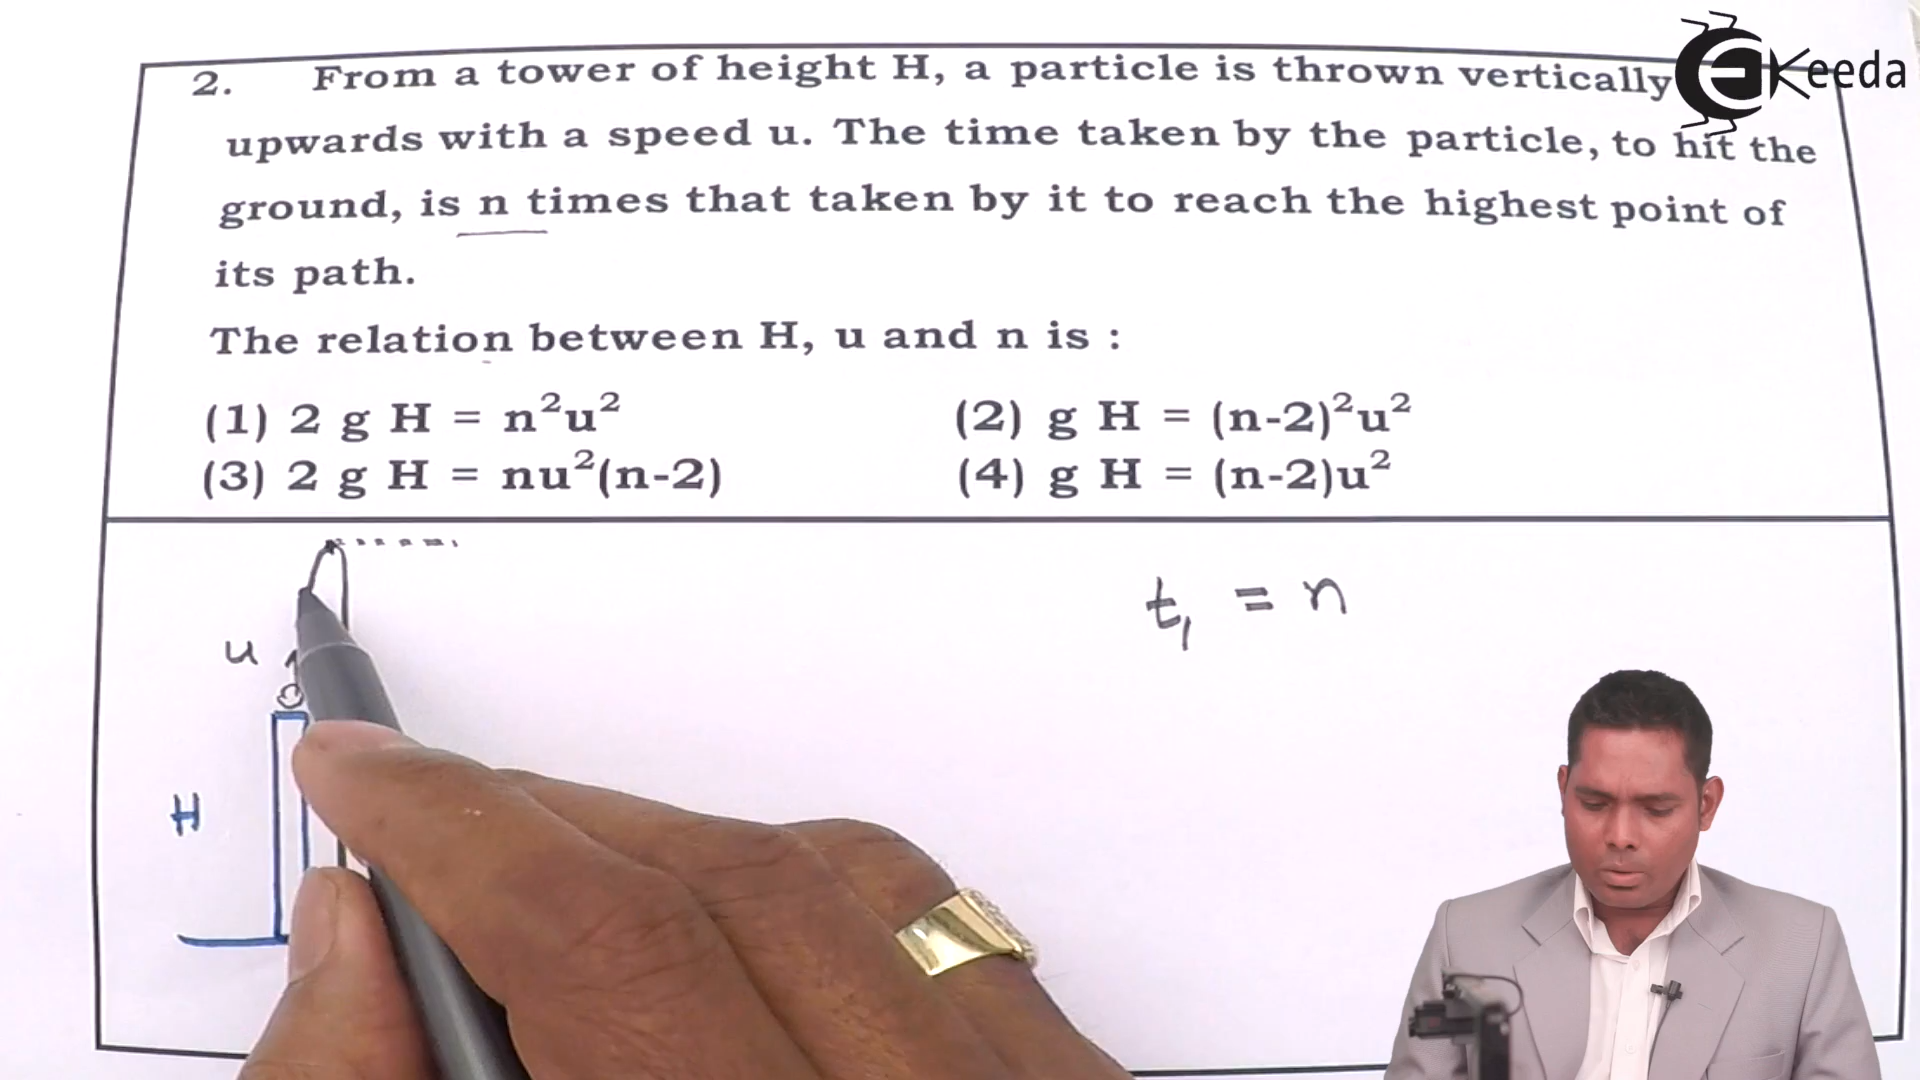 Keeda
2. From a tower of height H, a particle is thrown vertically
upwards with a speed u. The time taken by the particle, to hit the
ground, is n times that taken by it to reach the highest point of
its path.
The relation between H, u and n is :
(1) 2 g H = n²u² (2) g H = (n-2)²u²
(3) 2 g H = nu²(n-2) (4) g H = (n-2)u²
t₁ = n
u
H